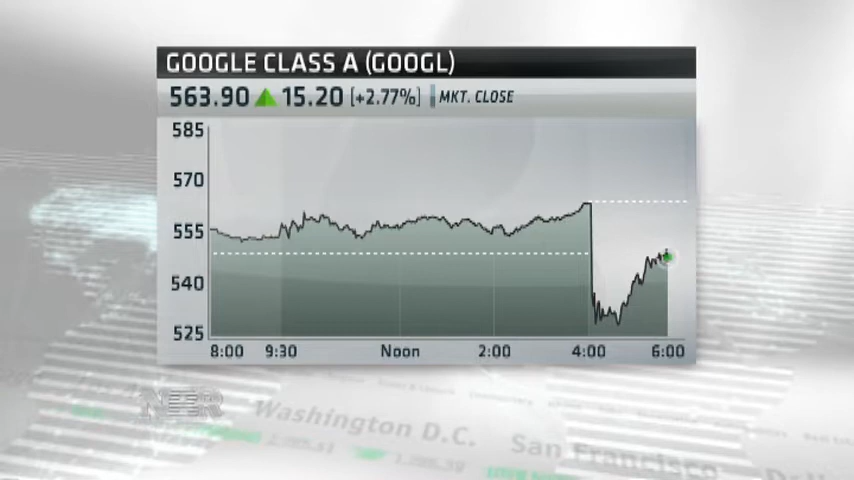 GOOGLE CLASS A (GOOGL)
563.90 ▲ 15.20 [+2.77%] MKT. CLOSE
585
570
555
540
525
8:00 9:30 Noon 2:00 4:00 6:00
NBR
Washington D.C.
San Francisco